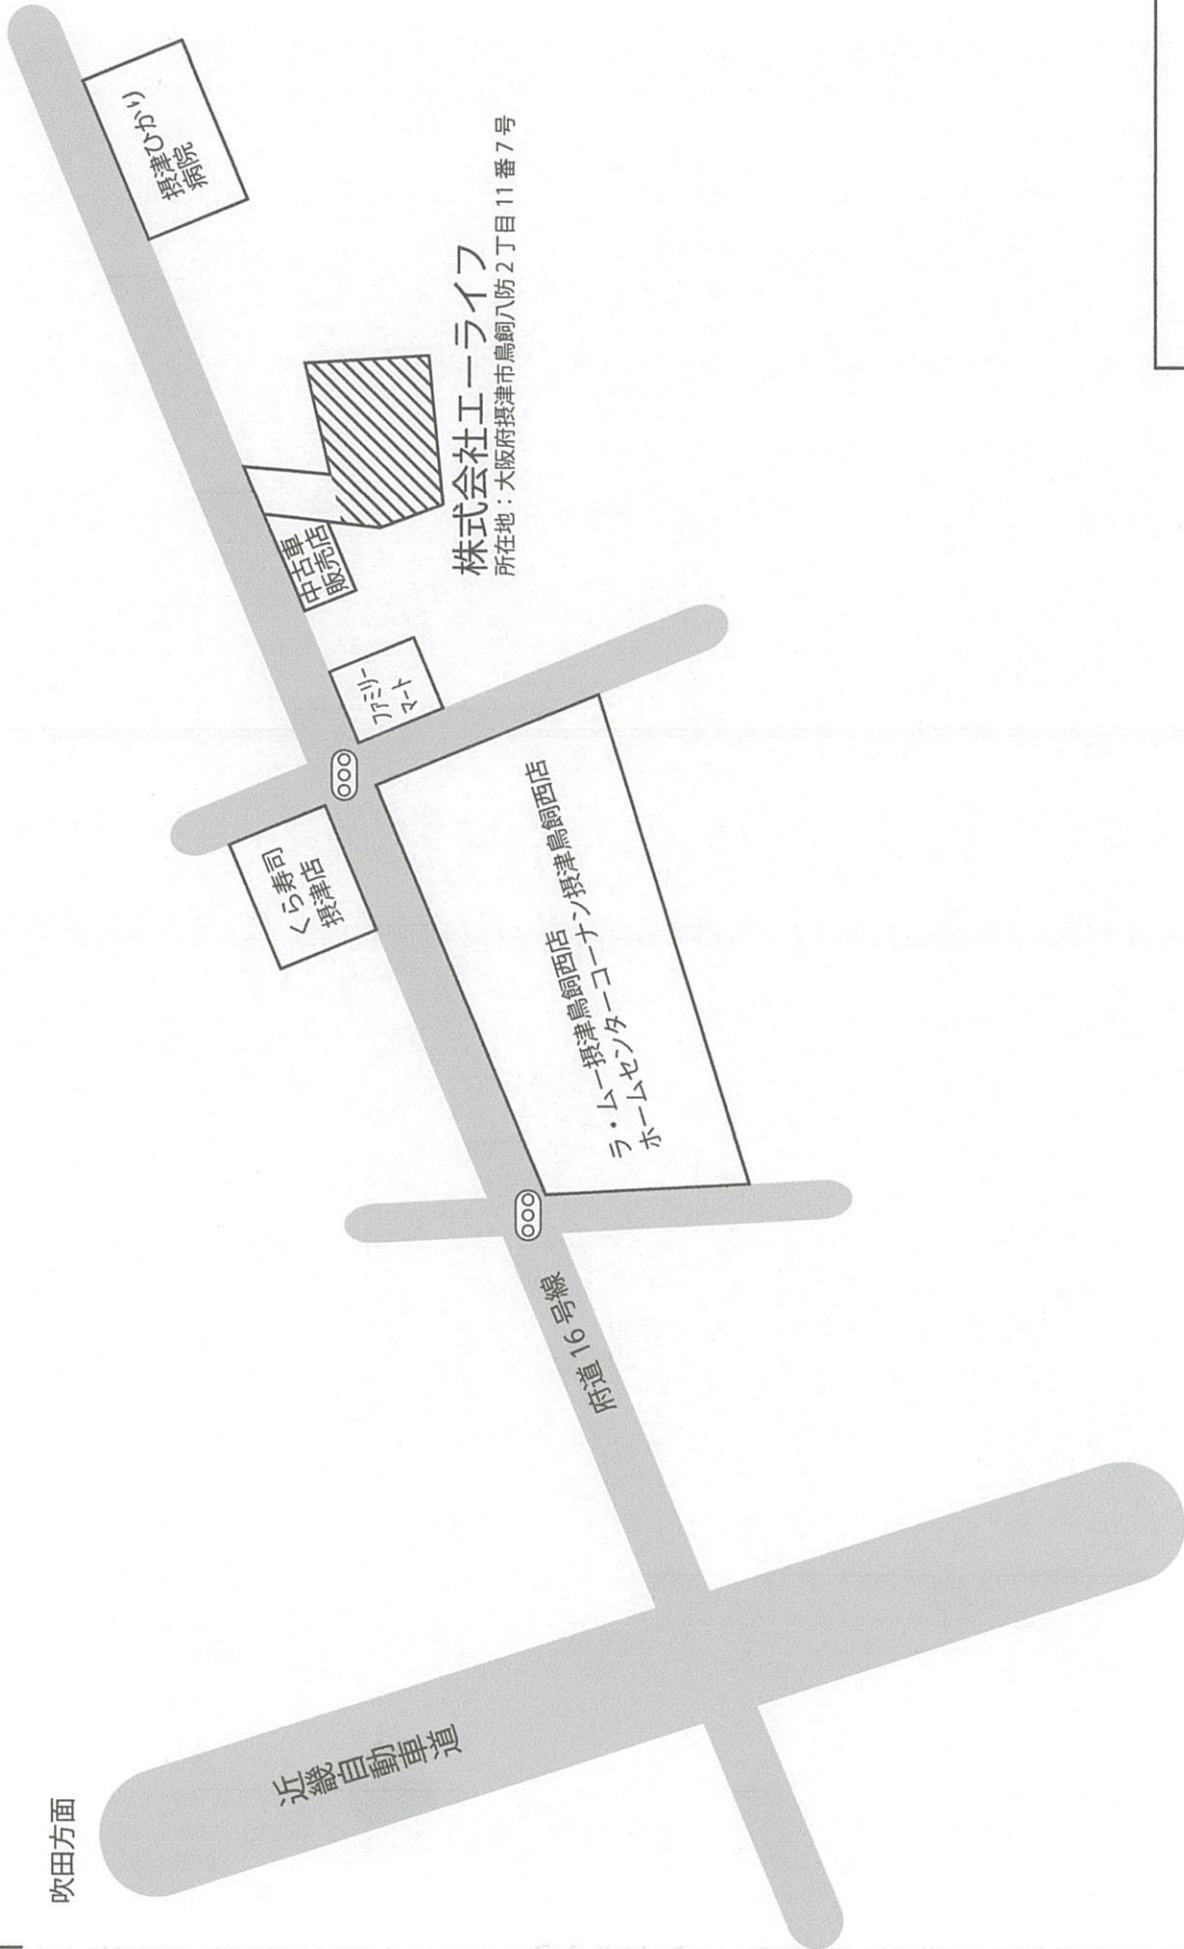 吹田方面
近畿自動車道
府道 16 号線
くら寿司
摂津店
ラ・ムー摂津鳥飼西店
ホームセンターコーナン摂津鳥飼西店
ファミリー
マート
中古車
販売店
株式会社エーライフ
所在地：大阪府摂津市鳥飼八防 2 丁目 11 番 7 号
摂津ひかり
病院